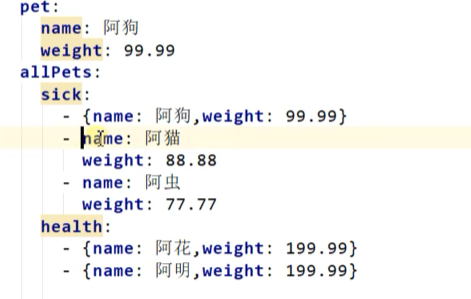 pet:
name: 阿狗
weight: 99.99
allPets:
sick:
- {name: 阿狗,weight: 99.99}
- name: 阿猫
weight: 88.88
- name: 阿虫
weight: 77.77
health:
- {name: 阿花,weight: 199.99}
- {name: 阿明,weight: 199.99}